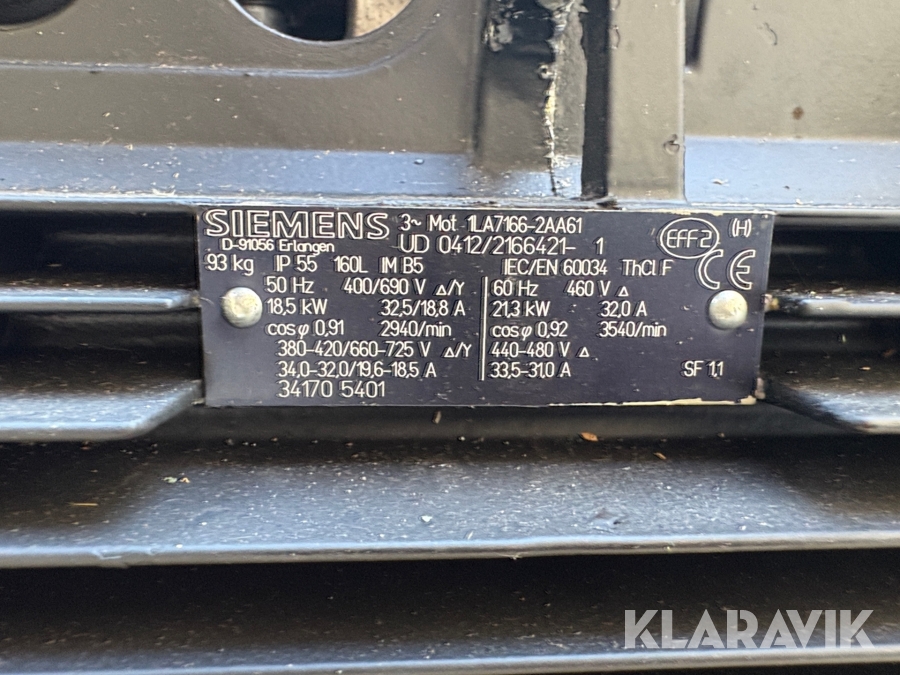 SIEMENS 3~ Mot 1LA7166-2AA61
D-91056 Erlangen UD 0412/2166421- 1 EFF2 (H)
93 kg IP 55 160L IM B5 IEC/EN 60034 ThCl F CE
50 Hz 400/690 V Δ/Y 60 Hz 460 V Δ
18,5 kW 32,5/18,8 A 21,3 kW 32,0 A
cos φ 0,91 2940/min cos φ 0,92 3540/min
380-420/660-725 V Δ/Y 440-480 V Δ
34,0-32,0/19,6-18,5 A 33,5-31,0 A SF 1,1
34170 5401
KLARAVIK